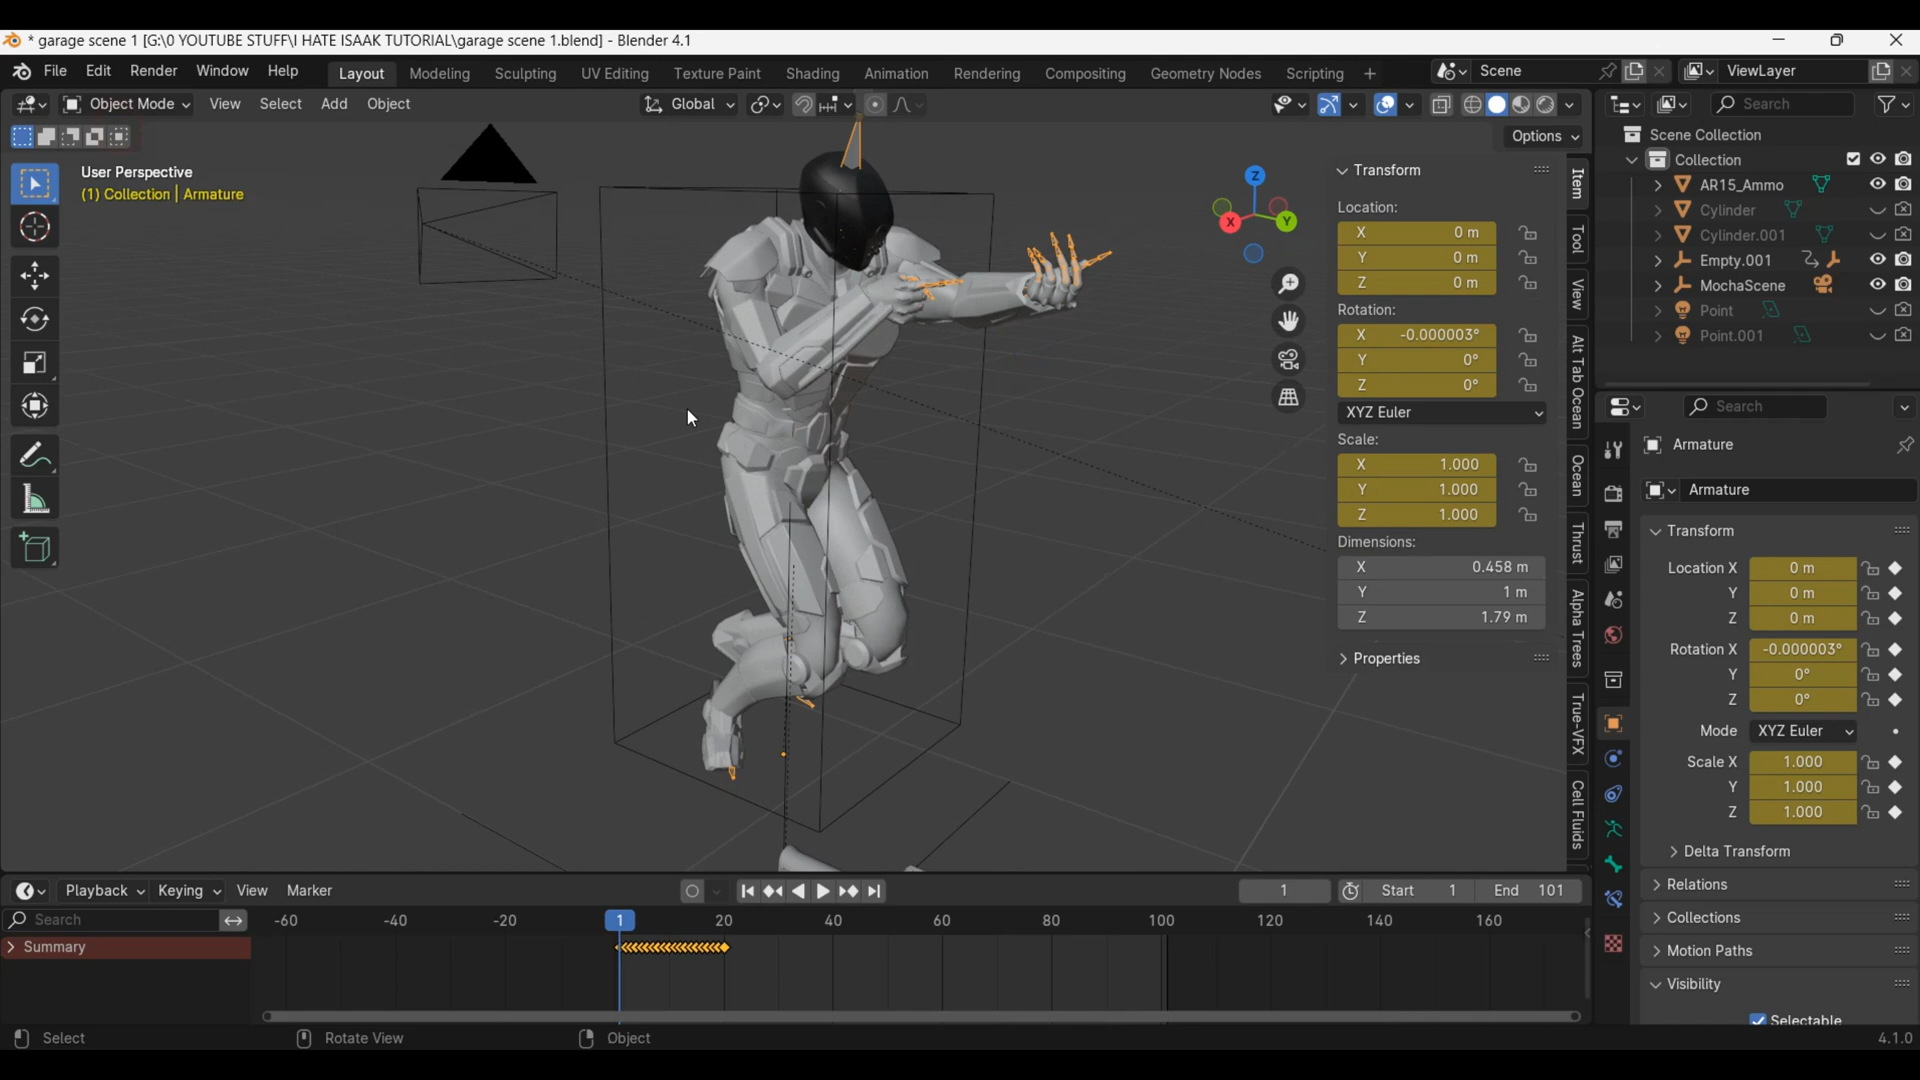 * garage scene 1 [G:\0 YOUTUBE STUFF\I HATE ISAAK TUTORIAL\garage scene 1.blend] - Blender 4.1
File Edit Render Window Help Layout Modeling Sculpting UV Editing Texture Paint Shading Animation Rendering Compositing Geometry Nodes Scripting + Scene ViewLayer
Object Mode View Select Add Object Global Search
Options
User Perspective
(1) Collection | Armature
Z
X
Y
Transform
Location:
X 0 m
Y 0 m
Z 0 m
Rotation:
X -0.000003°
Y 0°
Z 0°
XYZ Euler
Scale:
X 1.000
Y 1.000
Z 1.000
Dimensions:
X 0.458 m
Y 1 m
Z 1.79 m
Properties
Item
Tool
View
Alt Tab Ocean
Ocean
Thrust
Alpha Trees
True-VFX
Cell Fluids
Scene Collection
Collection
AR15_Ammo
Cylinder
Cylinder.001
Empty.001
MochaScene
Point
Point.001
Search
Armature
Armature
Transform
Location X 0 m
Y 0 m
Z 0 m
Rotation X -0.000003°
Y 0°
Z 0°
Mode XYZ Euler
Scale X 1.000
Y 1.000
Z 1.000
Delta Transform
Relations
Collections
Motion Paths
Visibility
Selectable
Playback Keying View Marker 1 Start 1 End 101
Search -60 -40 -20 1 20 40 60 80 100 120 140 160
Summary
Select Rotate View Object 4.1.0